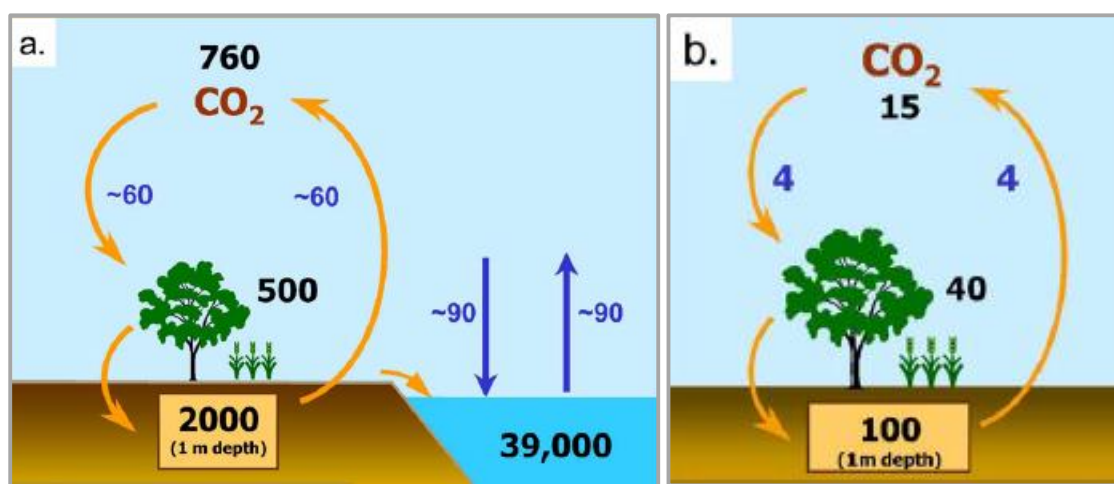 a.
760
CO₂
~60
~60
500
~90
~90
2000
(1 m depth)
39,000
b.
CO₂
15
4
4
40
100
(1m depth)